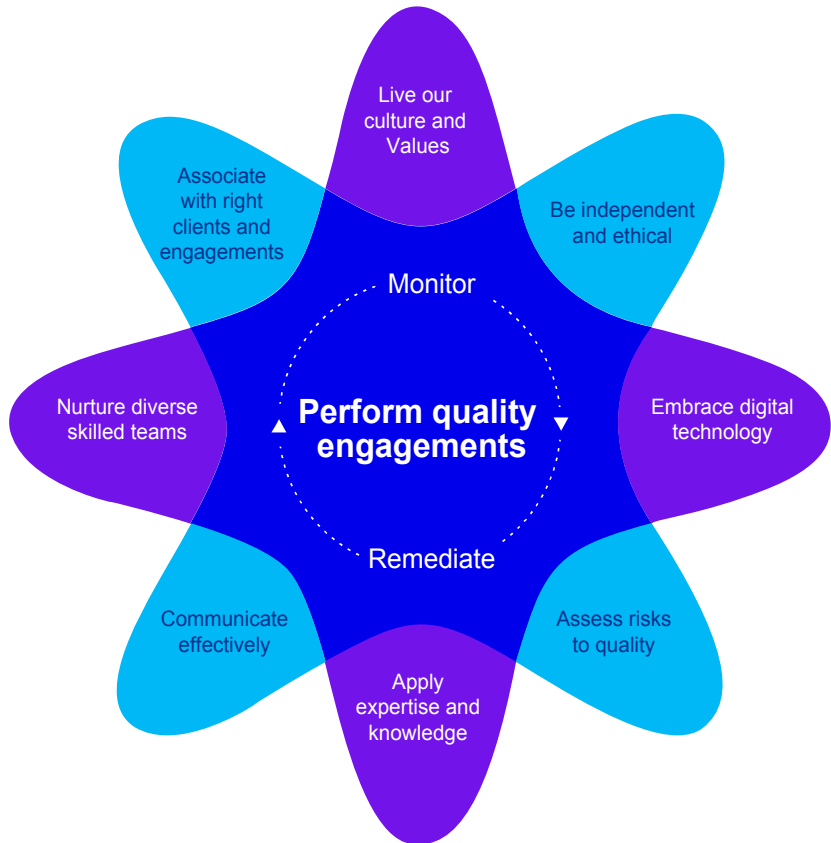 Live our
culture and
Values
Associate
with right
clients and
engagements
Be independent
and ethical
Monitor
Nurture diverse
skilled teams
Perform quality
engagements
Embrace digital
technology
Remediate
Communicate
effectively
Assess risks
to quality
Apply
expertise and
knowledge